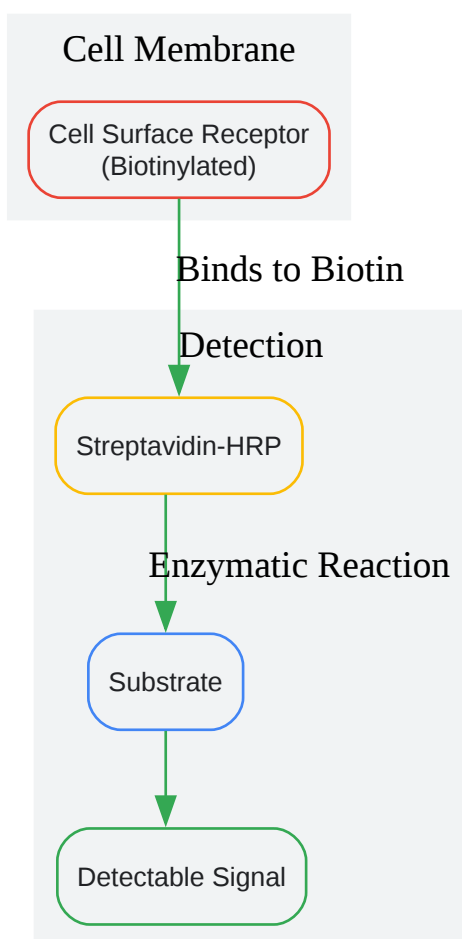 Cell Membrane
Cell Surface Receptor
(Biotinylated)
Binds to Biotin
Detection
Streptavidin-HRP
Enzymatic Reaction
Substrate
Detectable Signal